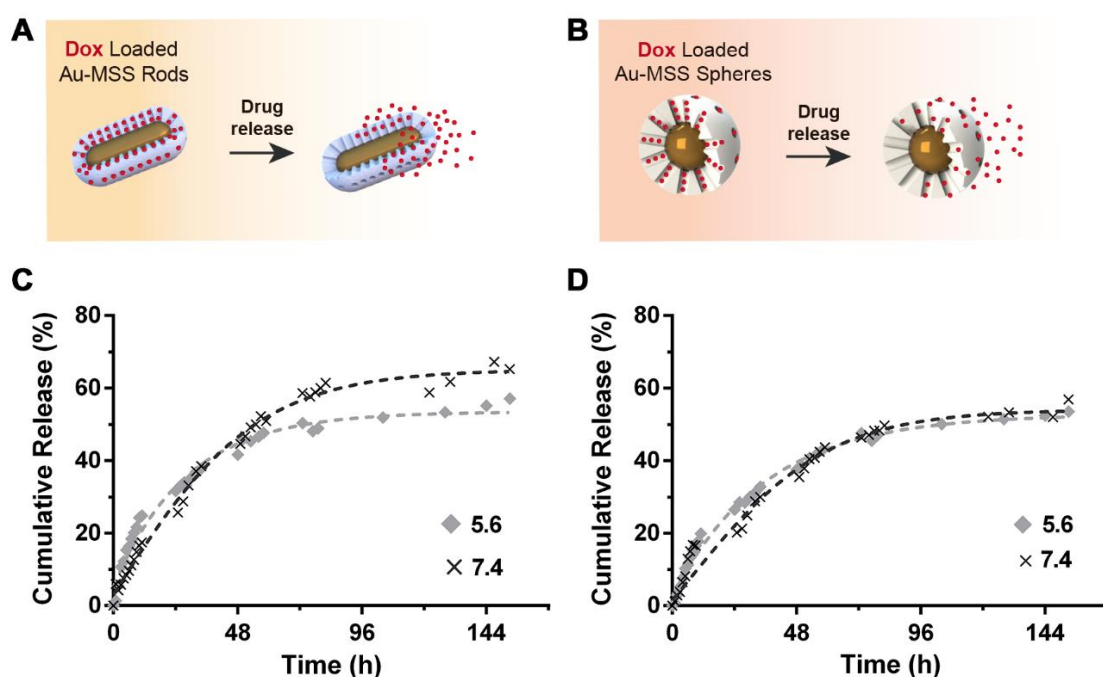 A
Dox Loaded
Au-MSS Rods
Drug
release
B
Dox Loaded
Au-MSS Spheres
Drug
release
C
Cumulative Release (%)
80
60
40
20
0
5.6
7.4
0 48 96 144
Time (h)
D
Cumulative Release (%)
80
60
40
20
0
5.6
7.4
0 48 96 144
Time (h)